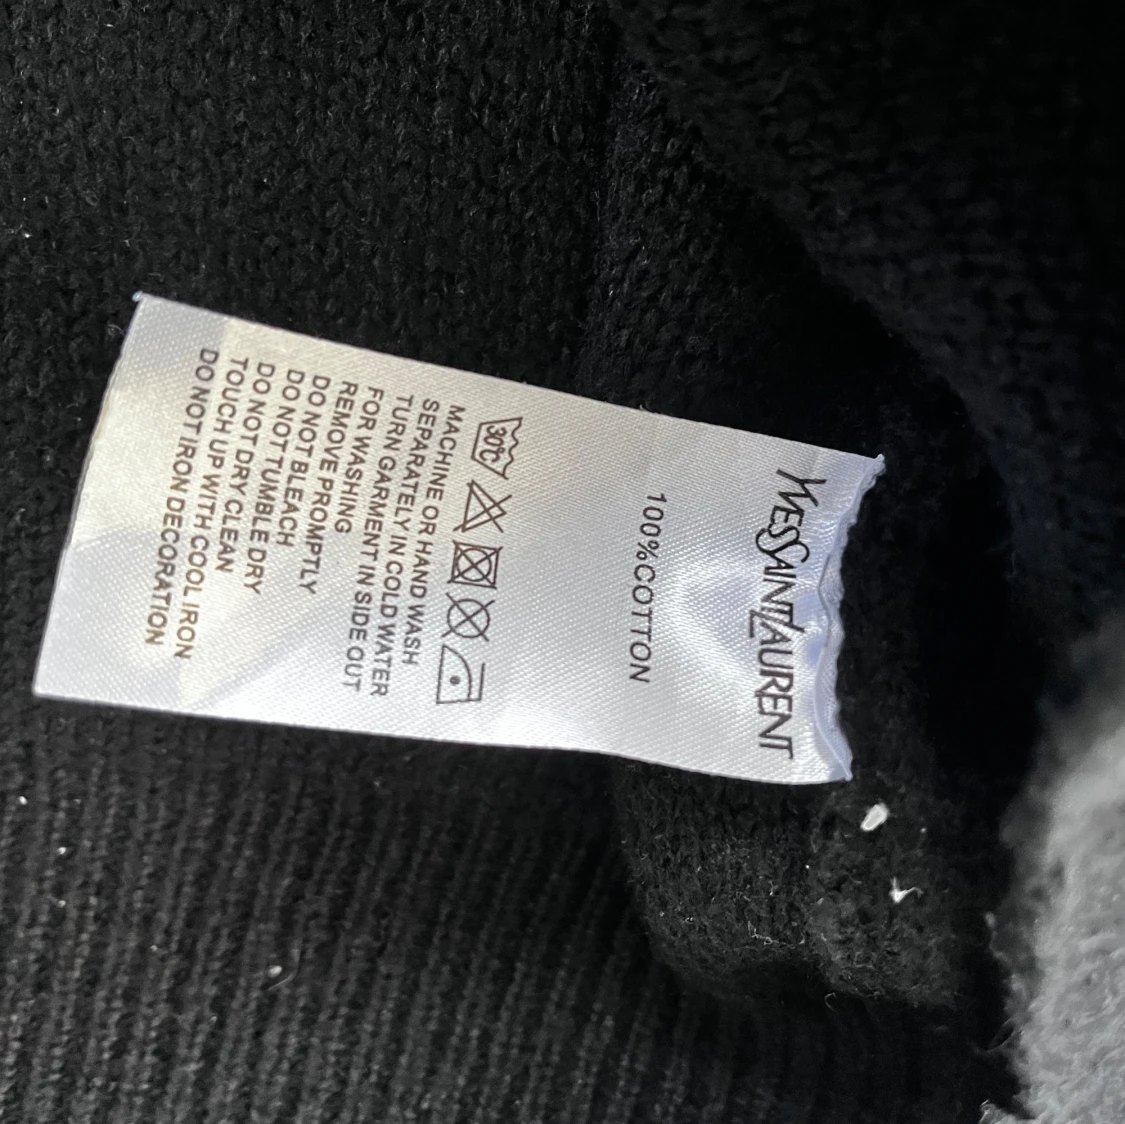 YVESSAINTLAURENT
100%COTTON
30℃
MACHINE OR HAND WASH
SEPARATELY IN COLD WATER
TURN GARMENT IN SIDE OUT
FOR WASHING
REMOVE PROMPTLY
DO NOT BLEACH
DO NOT TUMBLE DRY
DO NOT DRY CLEAN
TOUCH UP WITH COOL IRON
DO NOT IRON DECORATION